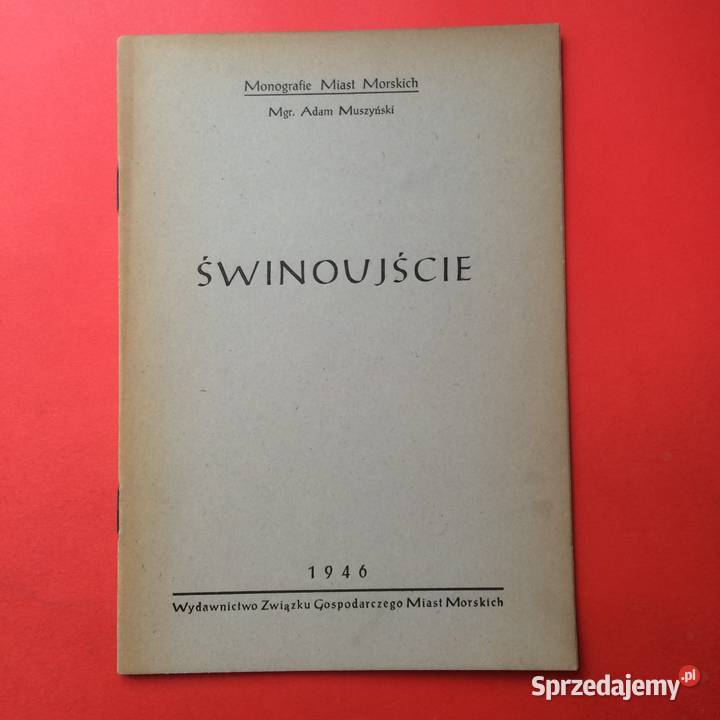 Monografie Miast Morskich
Mgr. Adam Muszyński
ŚWINOUJŚCIE
1946
Wydawnictwo Związku Gospodarczego Miast Morskich
Sprzedajemy.pl